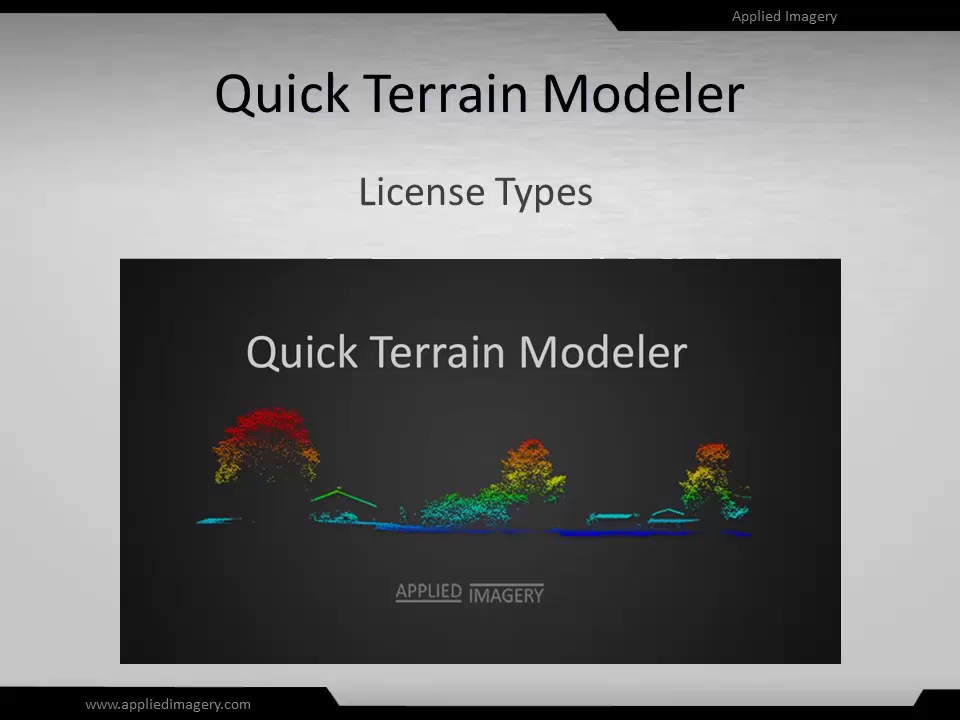 Applied Imagery
Quick Terrain Modeler
License Types
Quick Terrain Modeler
APPLIED IMAGERY
www.appliedimagery.com